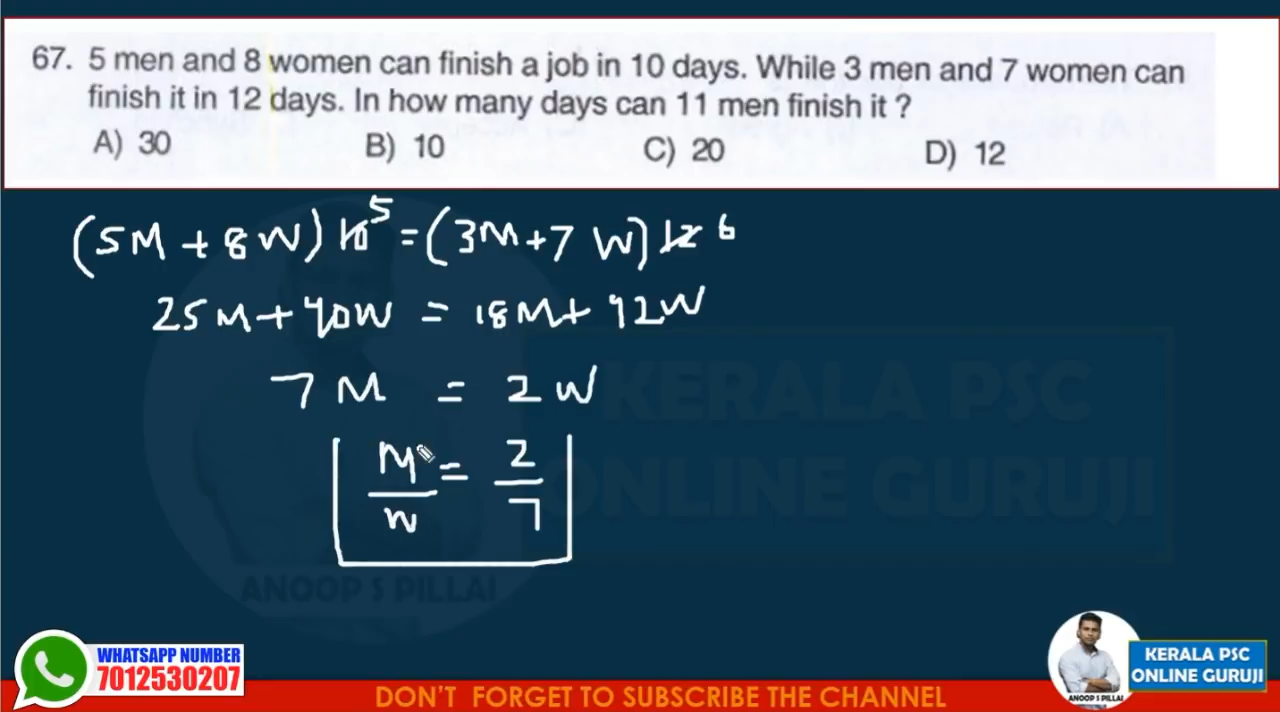 67. 5 men and 8 women can finish a job in 10 days. While 3 men and 7 women can
finish it in 12 days. In how many days can 11 men finish it ?
A) 30 B) 10 C) 20 D) 12
(5M + 8W) 10 5 = (3M + 7W) 12 6
25M + 40W = 18M + 42W
7M = 2W
M/W = 2/7
KERALA PSC
ONLINE GURUJI
ANOOP S PILLAI
WHATSAPP NUMBER
7012530207
DON'T FORGET TO SUBSCRIBE THE CHANNEL
ANOOP S PILLAI
KERALA PSC
ONLINE GURUJI